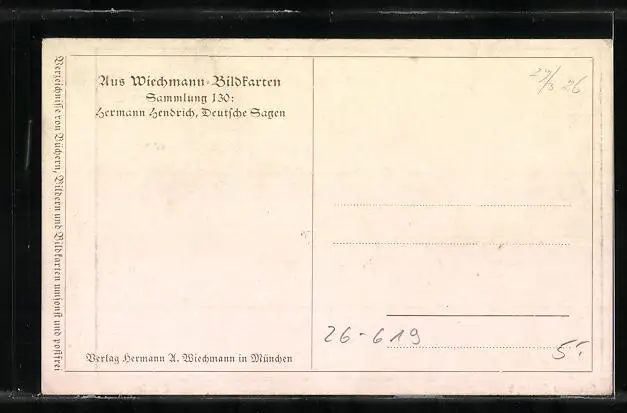 Aus Wiechmann-Bildkarten
Sammlung 130:
Hermann Hendrich, Deutsche Sagen
Verzeichnisse von Büchern, Bildern und Bildkarten umsonst und postfrei
Verlag Hermann A. Wiechmann in München
29/3 26
26-619
5,-